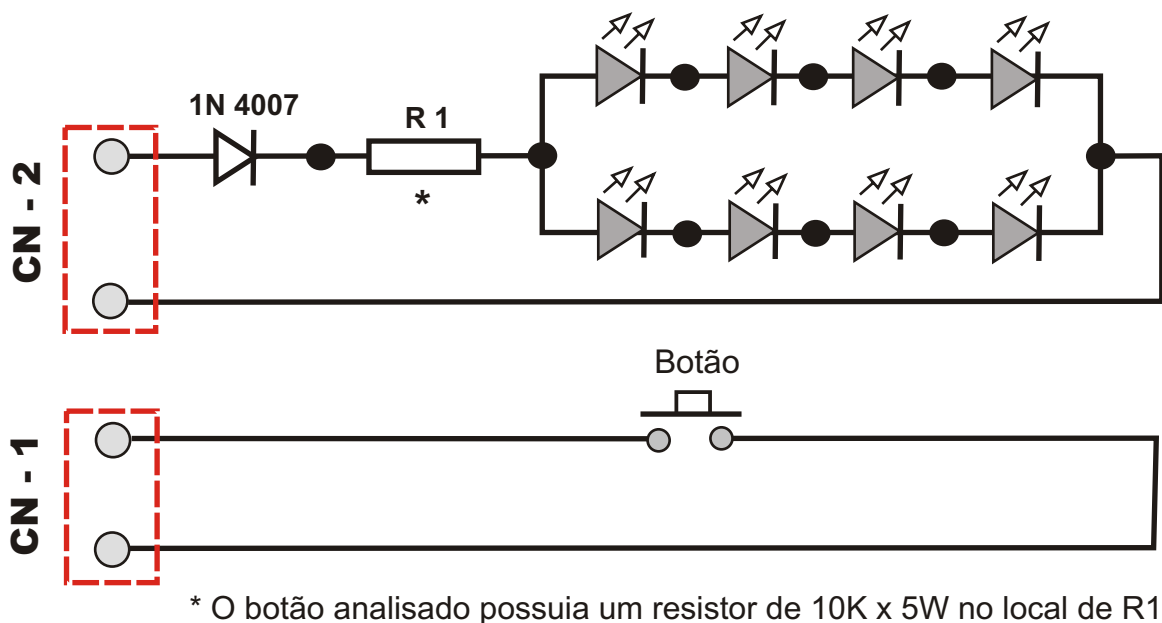 1N 4007
R 1
*
CN - 2
Botão
CN - 1
* O botão analisado possuia um resistor de 10K x 5W no local de R1